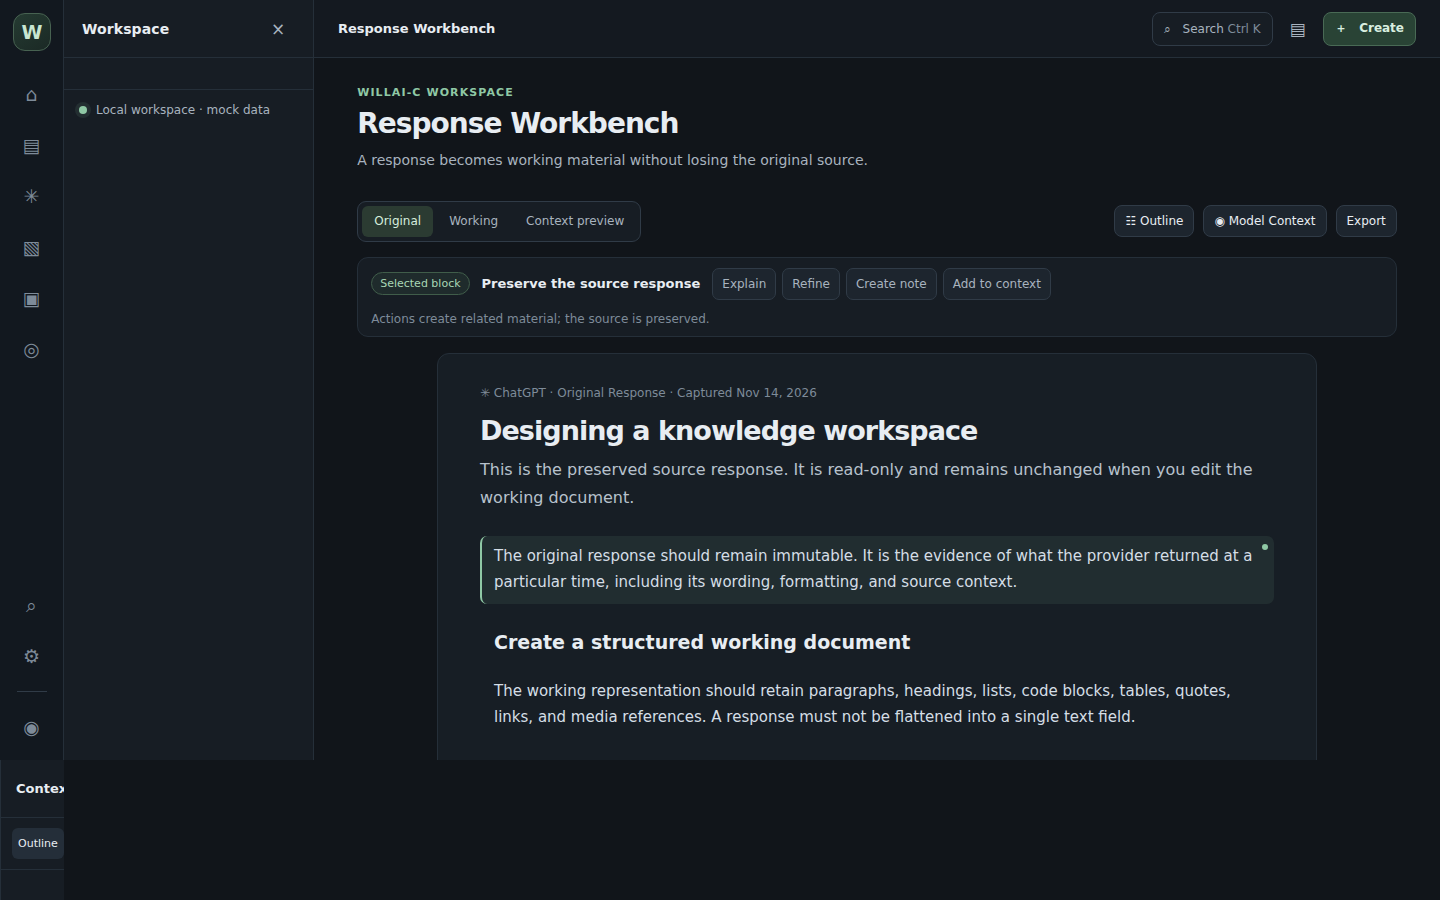 W
Workspace ×
Local workspace · mock data
Response Workbench
Search Ctrl K
+ Create
WILLAI-C WORKSPACE
Response Workbench
A response becomes working material without losing the original source.
Original Working Context preview
Outline Model Context Export
Selected block Preserve the source response Explain Refine Create note Add to context
Actions create related material; the source is preserved.
✳ ChatGPT · Original Response · Captured Nov 14, 2026
Designing a knowledge workspace
This is the preserved source response. It is read-only and remains unchanged when you edit the
working document.
The original response should remain immutable. It is the evidence of what the provider returned at a
particular time, including its wording, formatting, and source context.
Create a structured working document
The working representation should retain paragraphs, headings, lists, code blocks, tables, quotes,
links, and media references. A response must not be flattened into a single text field.
Contex
Outline